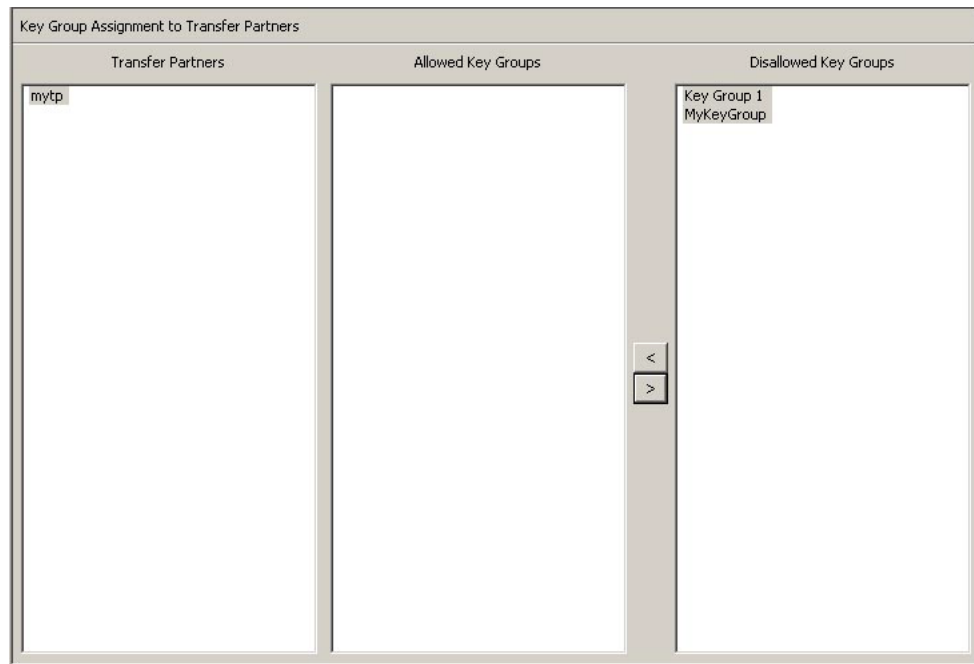 Key Group Assignment to Transfer Partners
Transfer Partners
Allowed Key Groups
Disallowed Key Groups
mytp
Key Group 1
MyKeyGroup
<
>